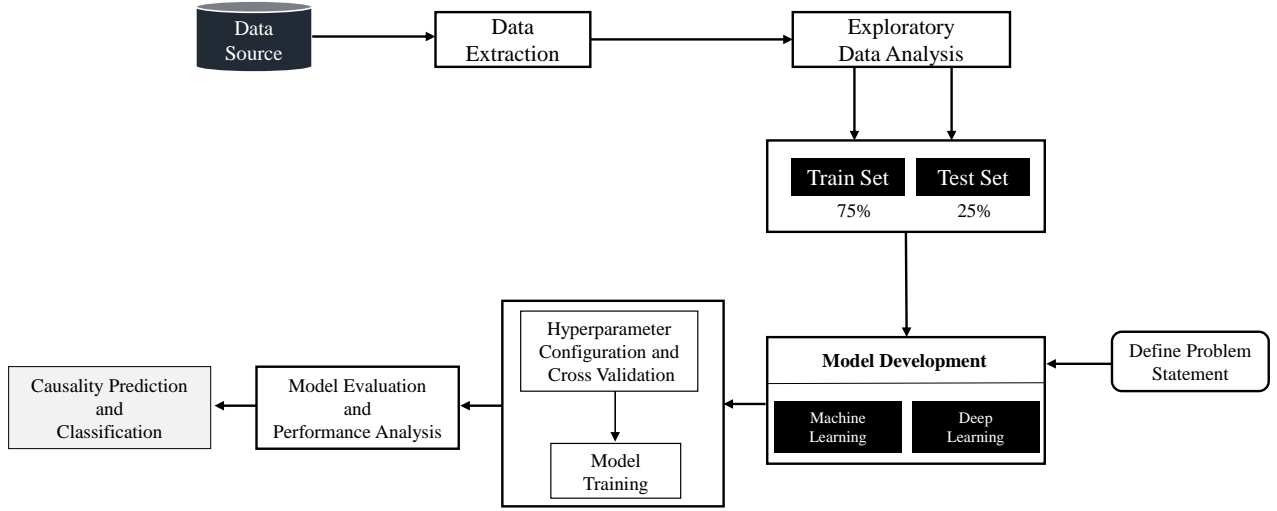 Data
Source
Data
Extraction
Exploratory
Data Analysis
Train Set
Test Set
75%
25%
Model Development
Machine
Learning
Deep
Learning
Define Problem
Statement
Hyperparameter
Configuration and
Cross Validation
Model
Training
Model Evaluation
and
Performance Analysis
Causality Prediction
and
Classification